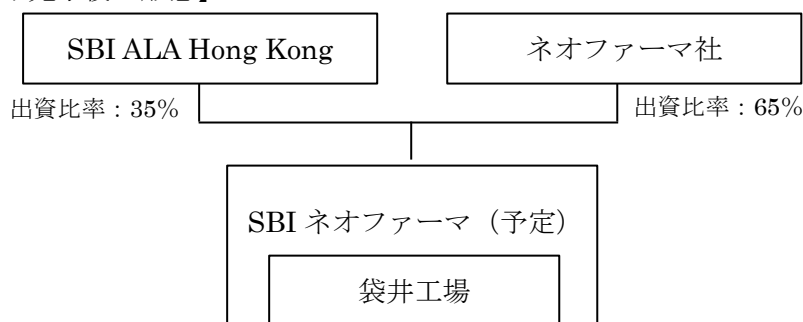 SBI ALA Hong Kong
ネオファーマ社
出資比率：35%
出資比率：65%
SBI ネオファーマ（予定）
袋井工場